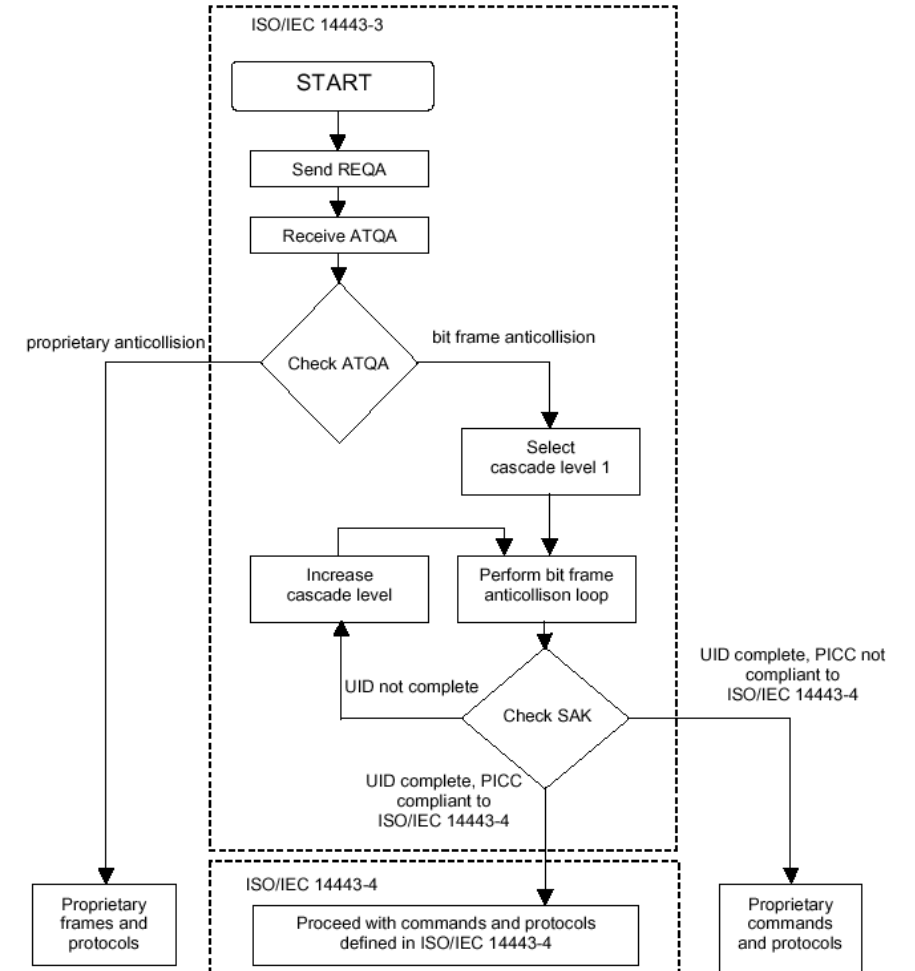 ISO/IEC 14443-3
START
Send REQA
Receive ATQA
proprietary anticollision
bit frame anticollision
Check ATQA
Select
cascade level 1
Increase
cascade level
Perform bit frame
anticollison loop
UID complete, PICC not
compliant to
ISO/IEC 14443-4
UID not complete
Check SAK
UID complete, PICC
compliant to
ISO/IEC 14443-4
ISO/IEC 14443-4
Proprietary
frames and
protocols
Proceed with commands and protocols
defined in ISO/IEC 14443-4
Proprietary
commands
and protocols